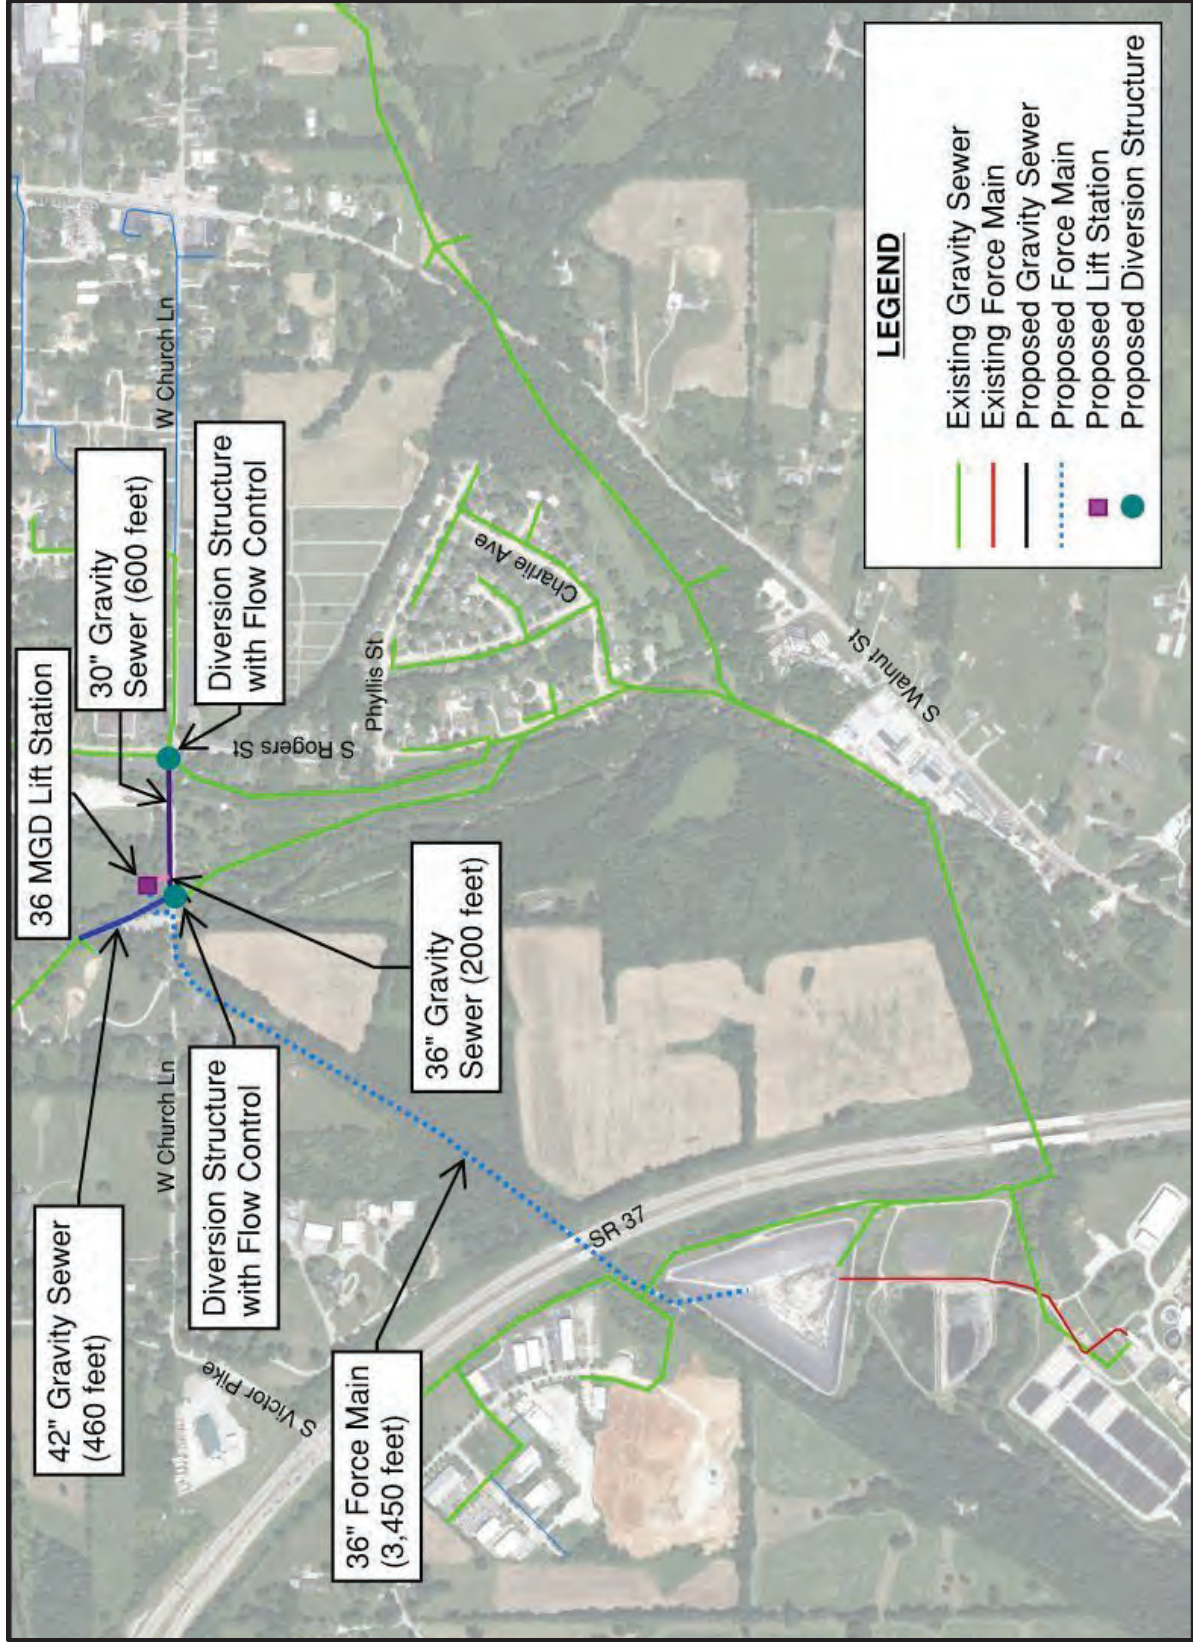 42" Gravity Sewer
(460 feet)
36 MGD Lift Station
30" Gravity
Sewer (600 feet)
Diversion Structure
with Flow Control
W Church Ln
W Church Ln
Diversion Structure
with Flow Control
36" Gravity
Sewer (200 feet)
36" Force Main
(3,450 feet)
S Victor Pike
S Rogers St
Phyllis St
Charlie Ave
SR 37
S Walnut St
LEGEND
Existing Gravity Sewer
Existing Force Main
Proposed Gravity Sewer
Proposed Force Main
Proposed Lift Station
Proposed Diversion Structure